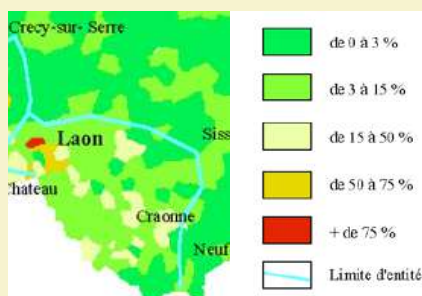 Crecy-sur- Serre
Laon
Siss
Chateau
Craonne
Neuf
de 0 à 3 %
de 3 à 15 %
de 15 à 50 %
de 50 à 75 %
+ de 75 %
Limite d'entité